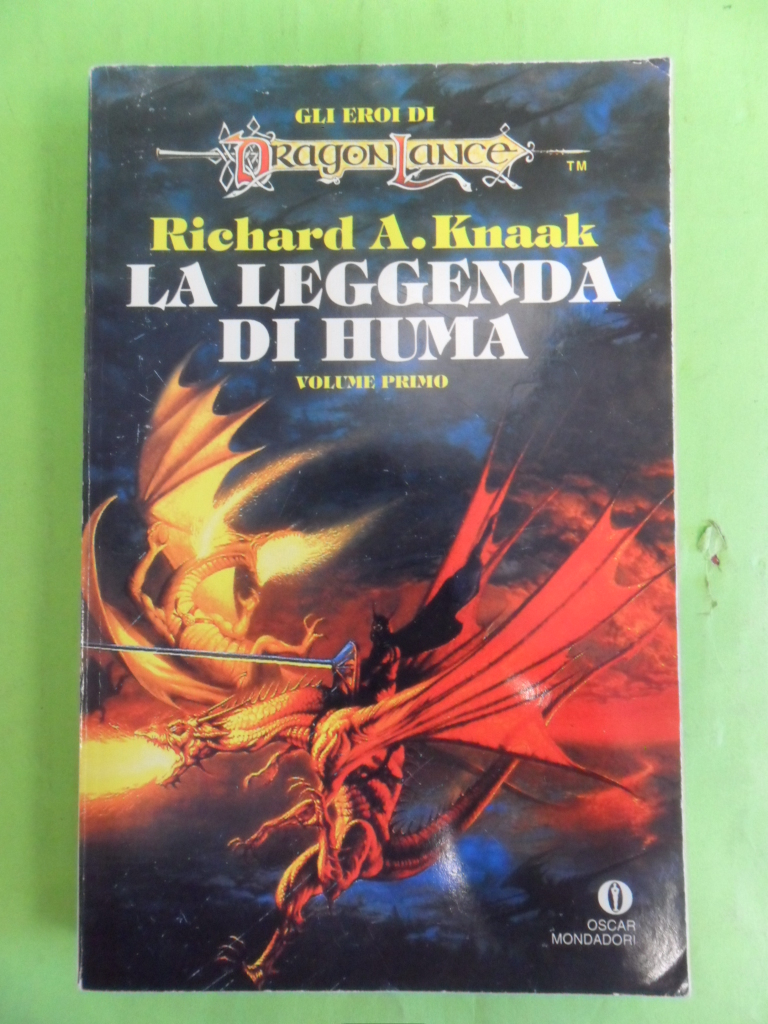 GLI EROI DI
DRAGONLANCE TM
Richard A. Knaak
LA LEGGENDA
DI HUMA
VOLUME PRIMO
OSCAR
MONDADORI